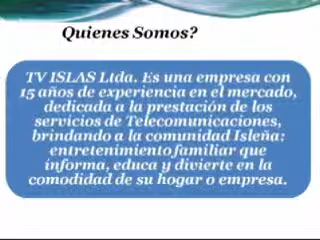 Quienes Somos?
TV ISLAS Ltda. Es una empresa con
15 años de experiencia en el mercado,
dedicada a la prestación de los
servicios de Telecomunicaciones,
brindando a la comunidad Isleña:
entretenimiento familiar que
informa, educa y divierte en la
comodidad de su hogar o empresa.